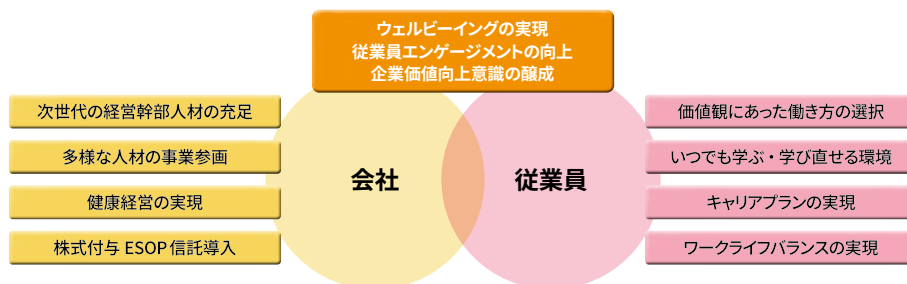 ウェルビーイングの実現
従業員エンゲージメントの向上
企業価値向上意識の醸成
次世代の経営幹部人材の充足
多様な人材の事業参画
健康経営の実現
株式付与 ESOP 信託導入
会社
従業員
価値観にあった働き方の選択
いつでも学ぶ・学び直せる環境
キャリアプランの実現
ワークライフバランスの実現